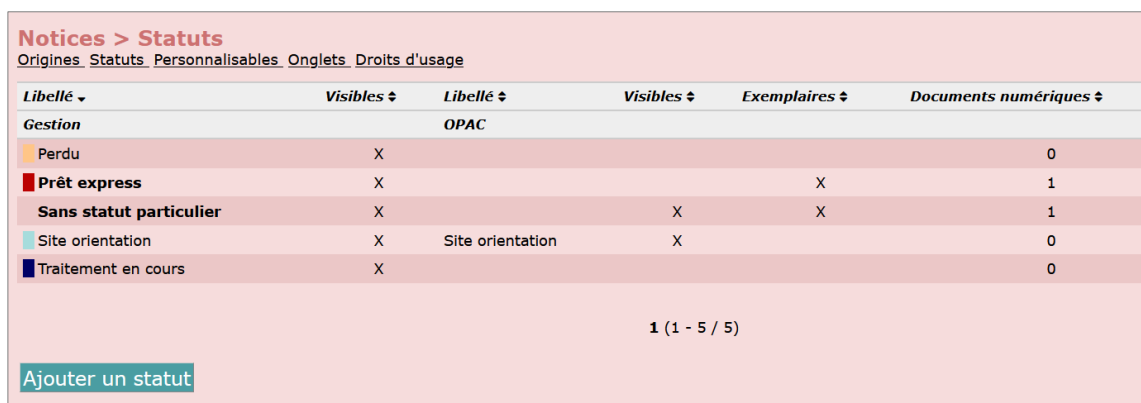 Notices > Statuts
Origines Statuts Personnalisables Onglets Droits d'usage
Libellé Visibles Libellé Visibles Exemplaires Documents numériques
Gestion OPAC
Perdu X 0
Prêt express X X 1
Sans statut particulier X X X 1
Site orientation X Site orientation X 0
Traitement en cours X 0
1 (1 - 5 / 5)
Ajouter un statut